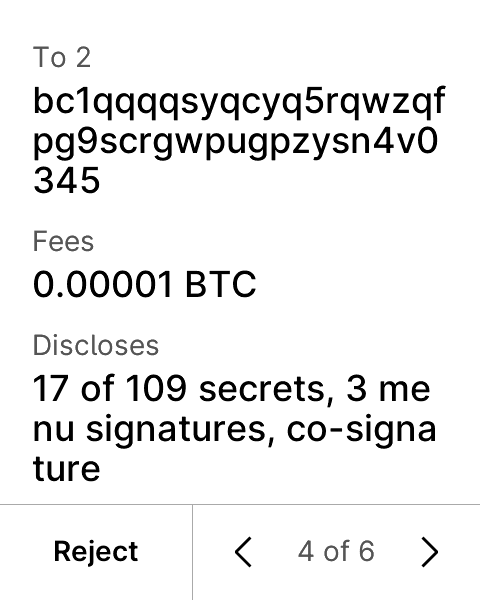 To 2
bc1qqqqsyqcyq5rqwzqf
pg9scrgwpugpzysn4v0
345
Fees
0.00001 BTC
Discloses
17 of 109 secrets, 3 me
nu signatures, co-signa
ture
Reject
4 of 6